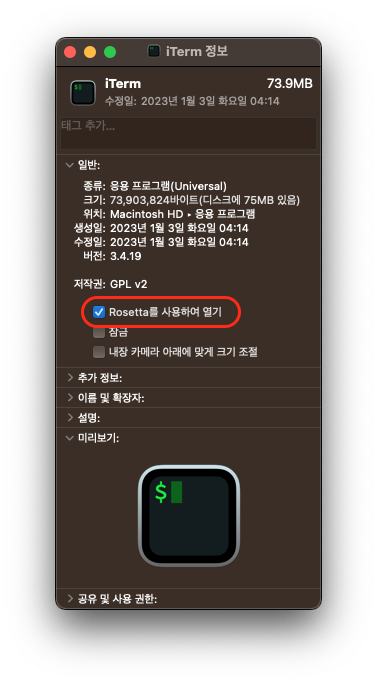 iTerm 정보
iTerm 73.9MB
수정일: 2023년 1월 3일 화요일 04:14
태그 추가...
일반:
종류: 응용 프로그램(Universal)
크기: 73,903,824바이트(디스크에 75MB 있음)
위치: Macintosh HD ▸ 응용 프로그램
생성일: 2023년 1월 3일 화요일 04:14
수정일: 2023년 1월 3일 화요일 04:14
버전: 3.4.19
저작권: GPL v2
Rosetta를 사용하여 열기
잠금
내장 카메라 아래에 맞게 크기 조절
추가 정보:
이름 및 확장자:
설명:
미리보기:
$
공유 및 사용 권한: